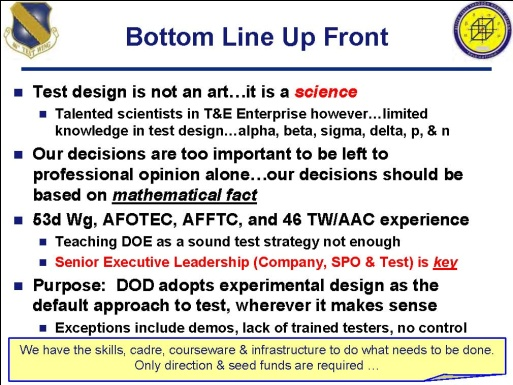 Bottom Line Up Front
Test design is not an art…it is a science
Talented scientists in T&E Enterprise however…limited
knowledge in test design…alpha, beta, sigma, delta, p, & n
Our decisions are too important to be left to
professional opinion alone…our decisions should be
based on mathematical fact
53d Wg, AFOTEC, AFFTC, and 46 TW/AAC experience
Teaching DOE as a sound test strategy not enough
Senior Executive Leadership (Company, SPO & Test) is key
Purpose: DOD adopts experimental design as the
default approach to test, wherever it makes sense
Exceptions include demos, lack of trained testers, no control
We have the skills, cadre, courseware & infrastructure to do what needs to be done.
Only direction & seed funds are required …